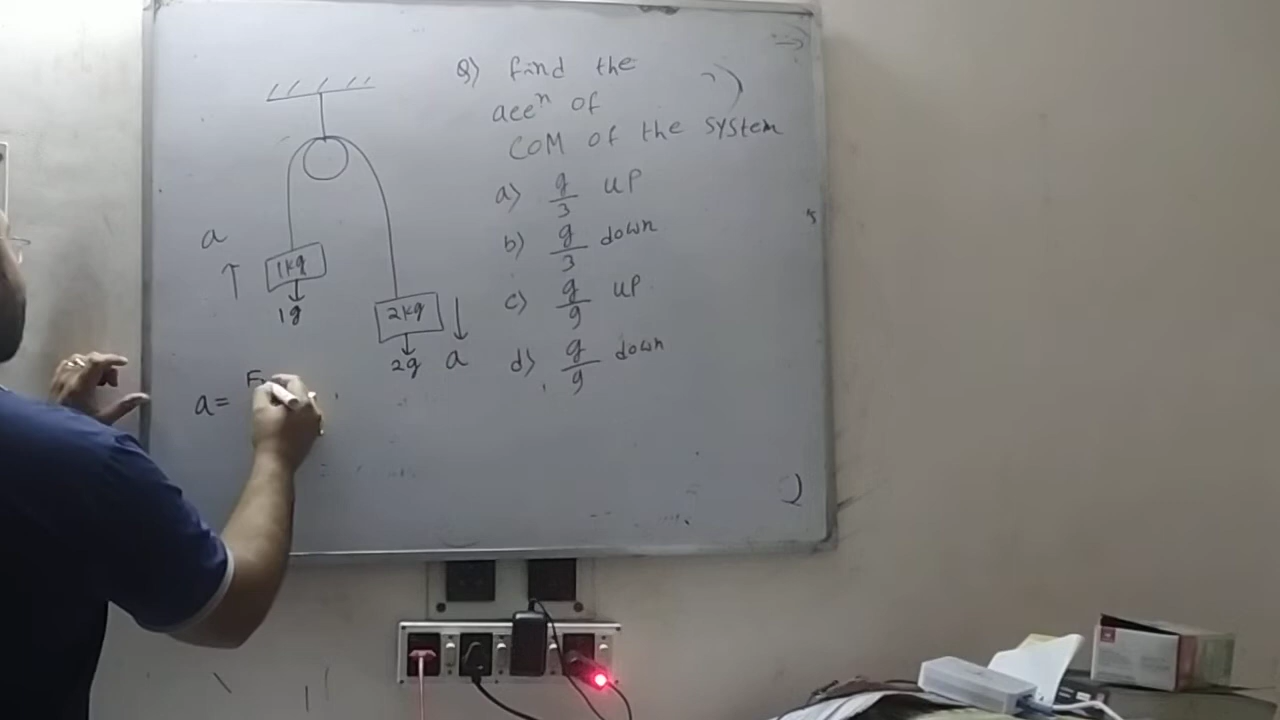 Q) find the
accⁿ of
COM of the system
a) g/3 up
b) g/3 down
c) g/9 up
d) g/9 down
a
1kg
1g
2kg
2g a
a= F